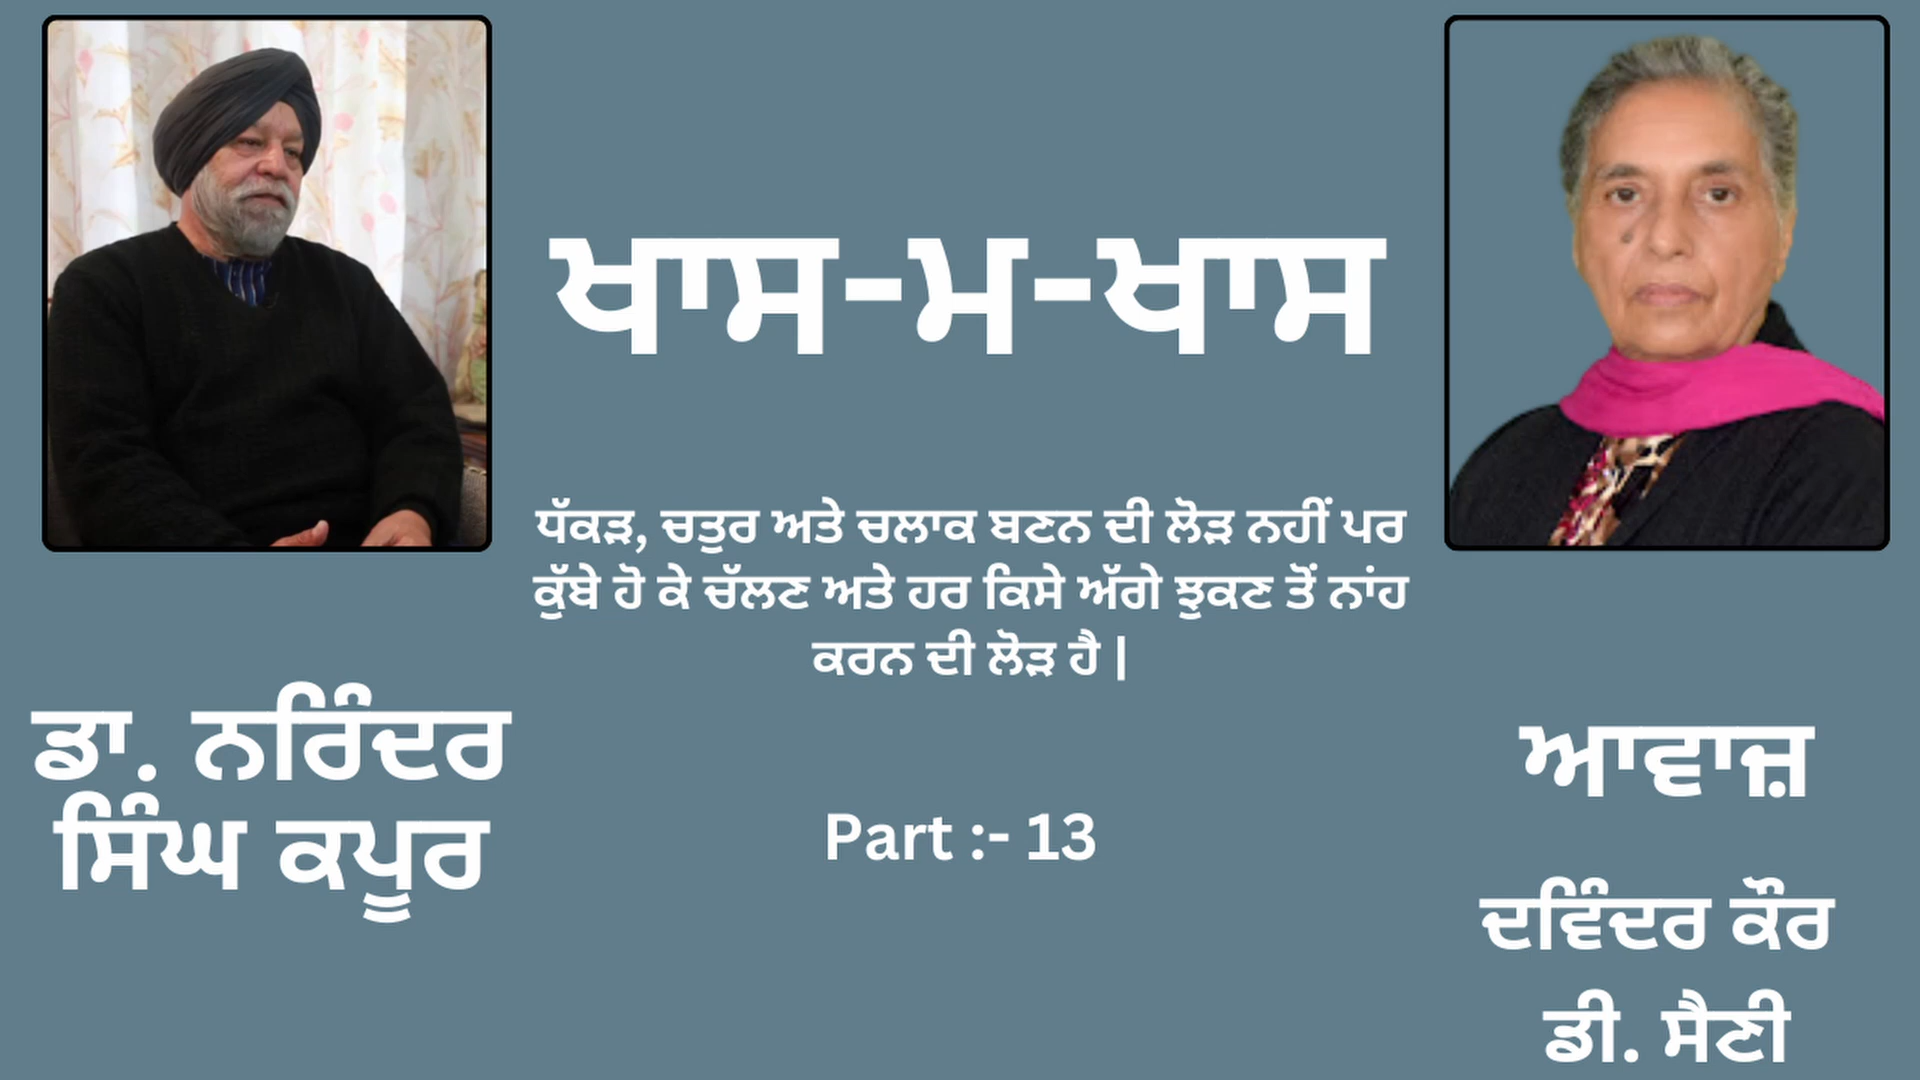 ਖਾਸ-ਮ-ਖਾਸ
ਧੱਕੜ, ਚਤੁਰ ਅਤੇ ਚਲਾਕ ਬਣਨ ਦੀ ਲੋੜ ਨਹੀਂ ਪਰ
ਕੁੱਬੇ ਹੋ ਕੇ ਚੱਲਣ ਅਤੇ ਹਰ ਕਿਸੇ ਅੱਗੇ ਝੁਕਣ ਤੋਂ ਨਾਂਹ
ਕਰਨ ਦੀ ਲੋੜ ਹੈ |
ਡਾ. ਨਰਿੰਦਰ
ਸਿੰਘ ਕਪੂਰ
Part :- 13
ਆਵਾਜ਼
ਦਵਿੰਦਰ ਕੌਰ
ਡੀ. ਸੈਣੀ